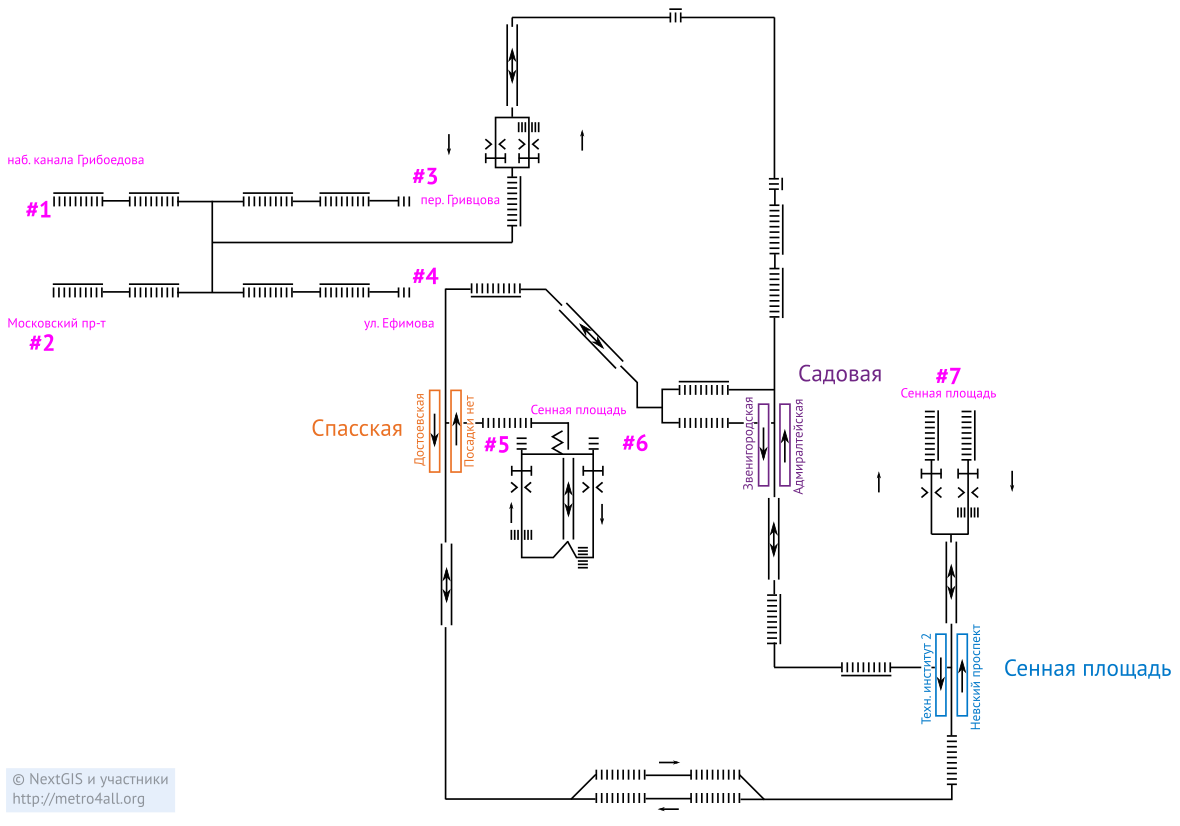 наб. канала Грибоедова
#1
#3
пер. Гривцова
#4
ул. Ефимова
Московский пр-т
#2
Спасская
Достоевская
Посадки нет
#5
Сенная площадь
#6
Садовая
Звенигородская
Адмиралтейская
#7
Сенная площадь
Техн. институт 2
Невский проспект
Сенная площадь
© NextGIS и участники
http://metro4all.org